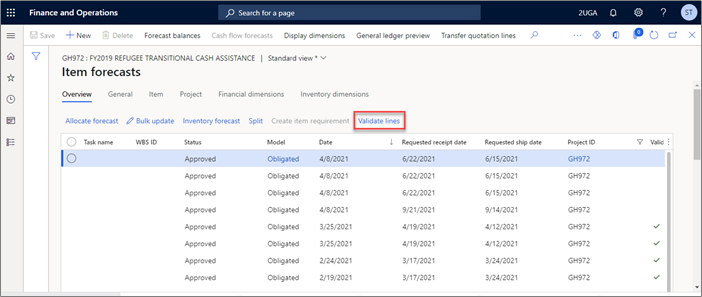 Finance and Operations Search for a page 2UGA ? ST
Save New Delete Forecast balances Cash flow forecasts Display dimensions General ledger preview Transfer quotation lines ... 0
GH972 : FY2019 REFUGEE TRANSITIONAL CASH ASSISTANCE | Standard view *
Item forecasts
Overview General Item Project Financial dimensions Inventory dimensions
Allocate forecast Bulk update Inventory forecast Split Create item requirement Validate lines
Task name WBS ID Status Model Date Requested receipt date Requested ship date Project ID Valid
Approved Obligated 4/8/2021 6/22/2021 6/15/2021 GH972
Approved Obligated 4/8/2021 6/22/2021 6/15/2021 GH972
Approved Obligated 4/8/2021 6/22/2021 6/15/2021 GH972
Approved Obligated 4/8/2021 9/21/2021 9/14/2021 GH972
Approved Obligated 3/25/2021 4/19/2021 4/12/2021 GH972
Approved Obligated 3/25/2021 4/19/2021 4/12/2021 GH972
Approved Obligated 2/24/2021 3/17/2021 3/24/2021 GH972
Approved Obligated 2/19/2021 3/17/2021 3/24/2021 GH972